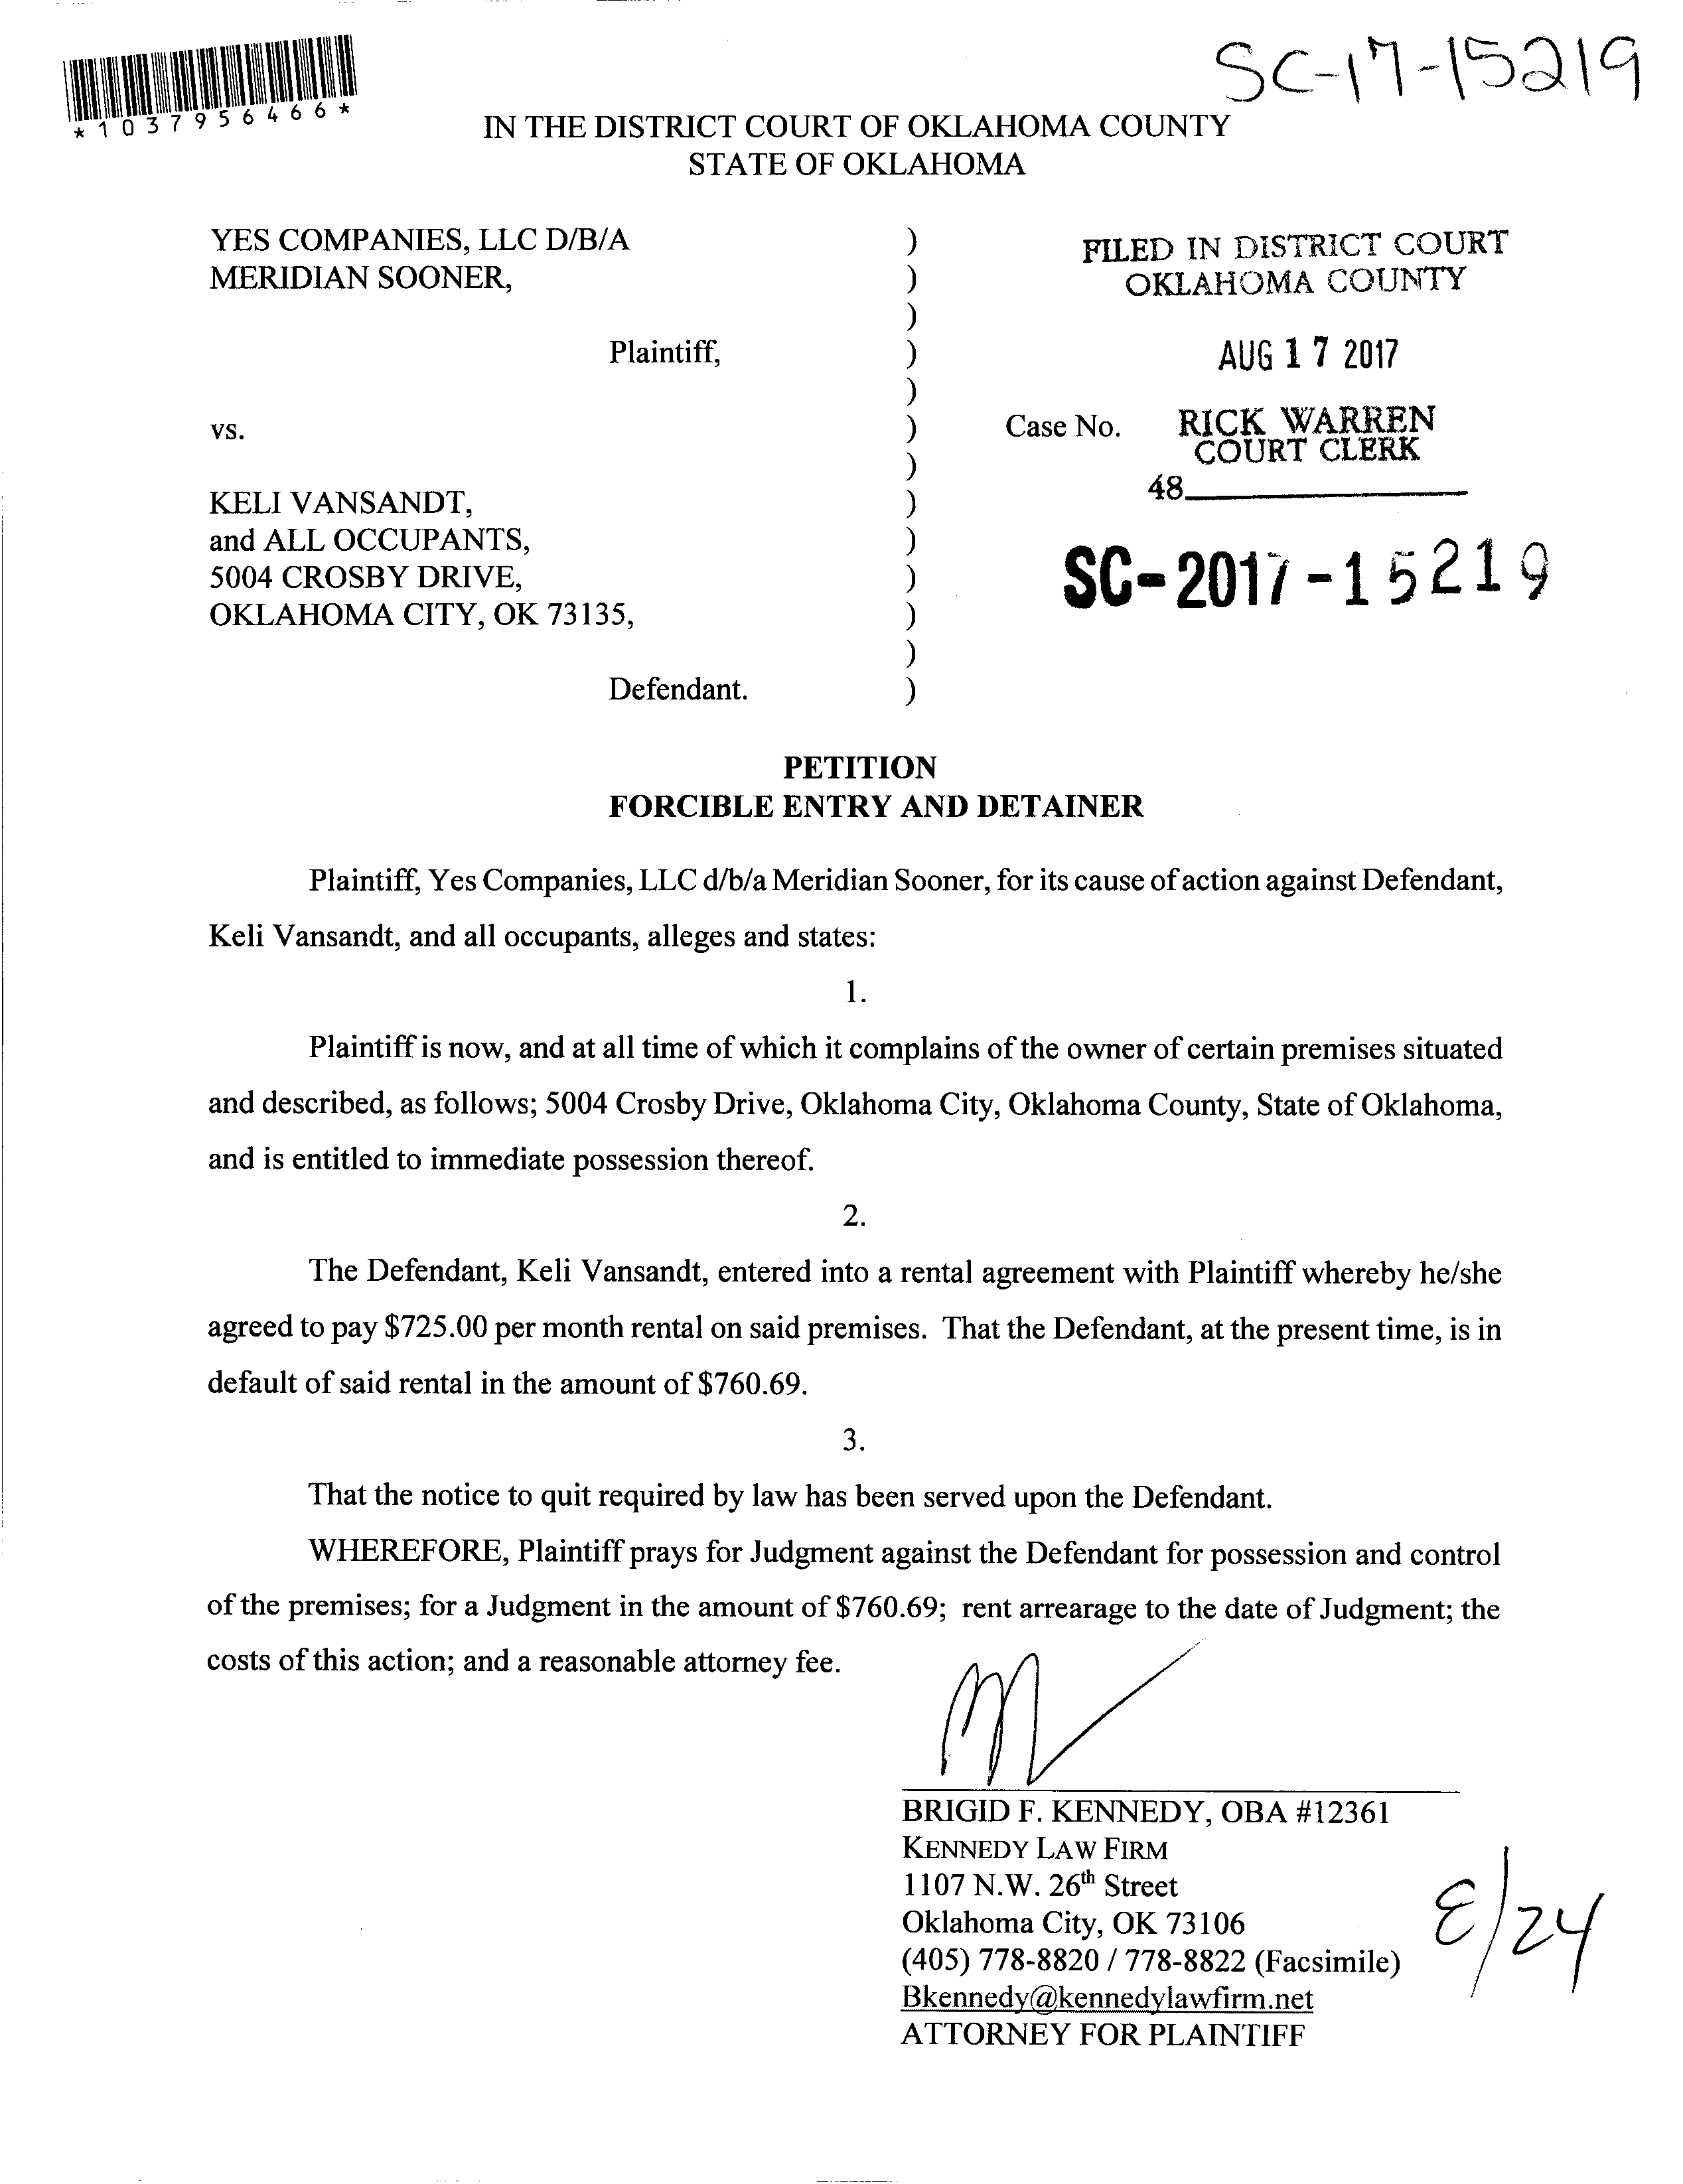 SC-17-15219
*1037956466*
IN THE DISTRICT COURT OF OKLAHOMA COUNTY
STATE OF OKLAHOMA
YES COMPANIES, LLC D/B/A )
MERIDIAN SOONER, )
)
Plaintiff, )
)
vs. )
)
KELI VANSANDT, )
and ALL OCCUPANTS, )
5004 CROSBY DRIVE, )
OKLAHOMA CITY, OK 73135, )
)
Defendant. )
FILED IN DISTRICT COURT
OKLAHOMA COUNTY
AUG 17 2017
Case No. RICK WARREN
COURT CLERK
48
SC-2017-15219
PETITION
FORCIBLE ENTRY AND DETAINER
Plaintiff, Yes Companies, LLC d/b/a Meridian Sooner, for its cause of action against Defendant,
Keli Vansandt, and all occupants, alleges and states:
1.
Plaintiff is now, and at all time of which it complains of the owner of certain premises situated
and described, as follows; 5004 Crosby Drive, Oklahoma City, Oklahoma County, State of Oklahoma,
and is entitled to immediate possession thereof.
2.
The Defendant, Keli Vansandt, entered into a rental agreement with Plaintiff whereby he/she
agreed to pay $725.00 per month rental on said premises. That the Defendant, at the present time, is in
default of said rental in the amount of $760.69.
3.
That the notice to quit required by law has been served upon the Defendant.
WHEREFORE, Plaintiff prays for Judgment against the Defendant for possession and control
of the premises; for a Judgment in the amount of $760.69; rent arrearage to the date of Judgment; the
costs of this action; and a reasonable attorney fee.
BRIGID F. KENNEDY, OBA #12361
KENNEDY LAW FIRM
1107 N.W. 26th Street
Oklahoma City, OK 73106
(405) 778-8820 / 778-8822 (Facsimile)
Bkennedy@kennedylawfirm.net
ATTORNEY FOR PLAINTIFF
8/24